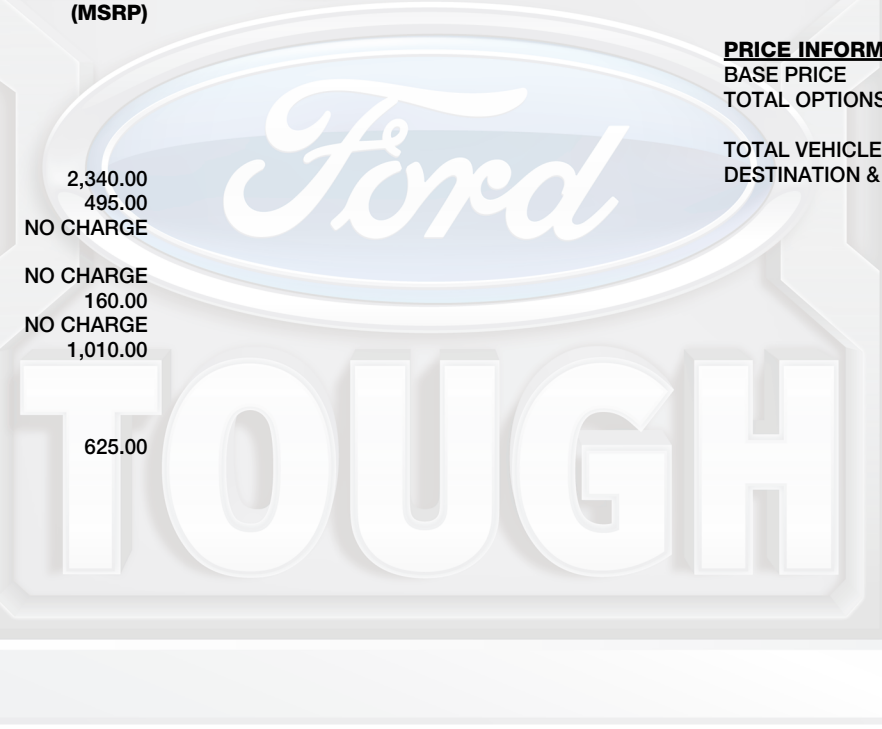 (MSRP)
2,340.00
495.00
NO CHARGE
NO CHARGE
160.00
NO CHARGE
1,010.00
625.00
PRICE INFORM
BASE PRICE
TOTAL OPTIONS
TOTAL VEHICLE
DESTINATION &
Ford
TOUGH